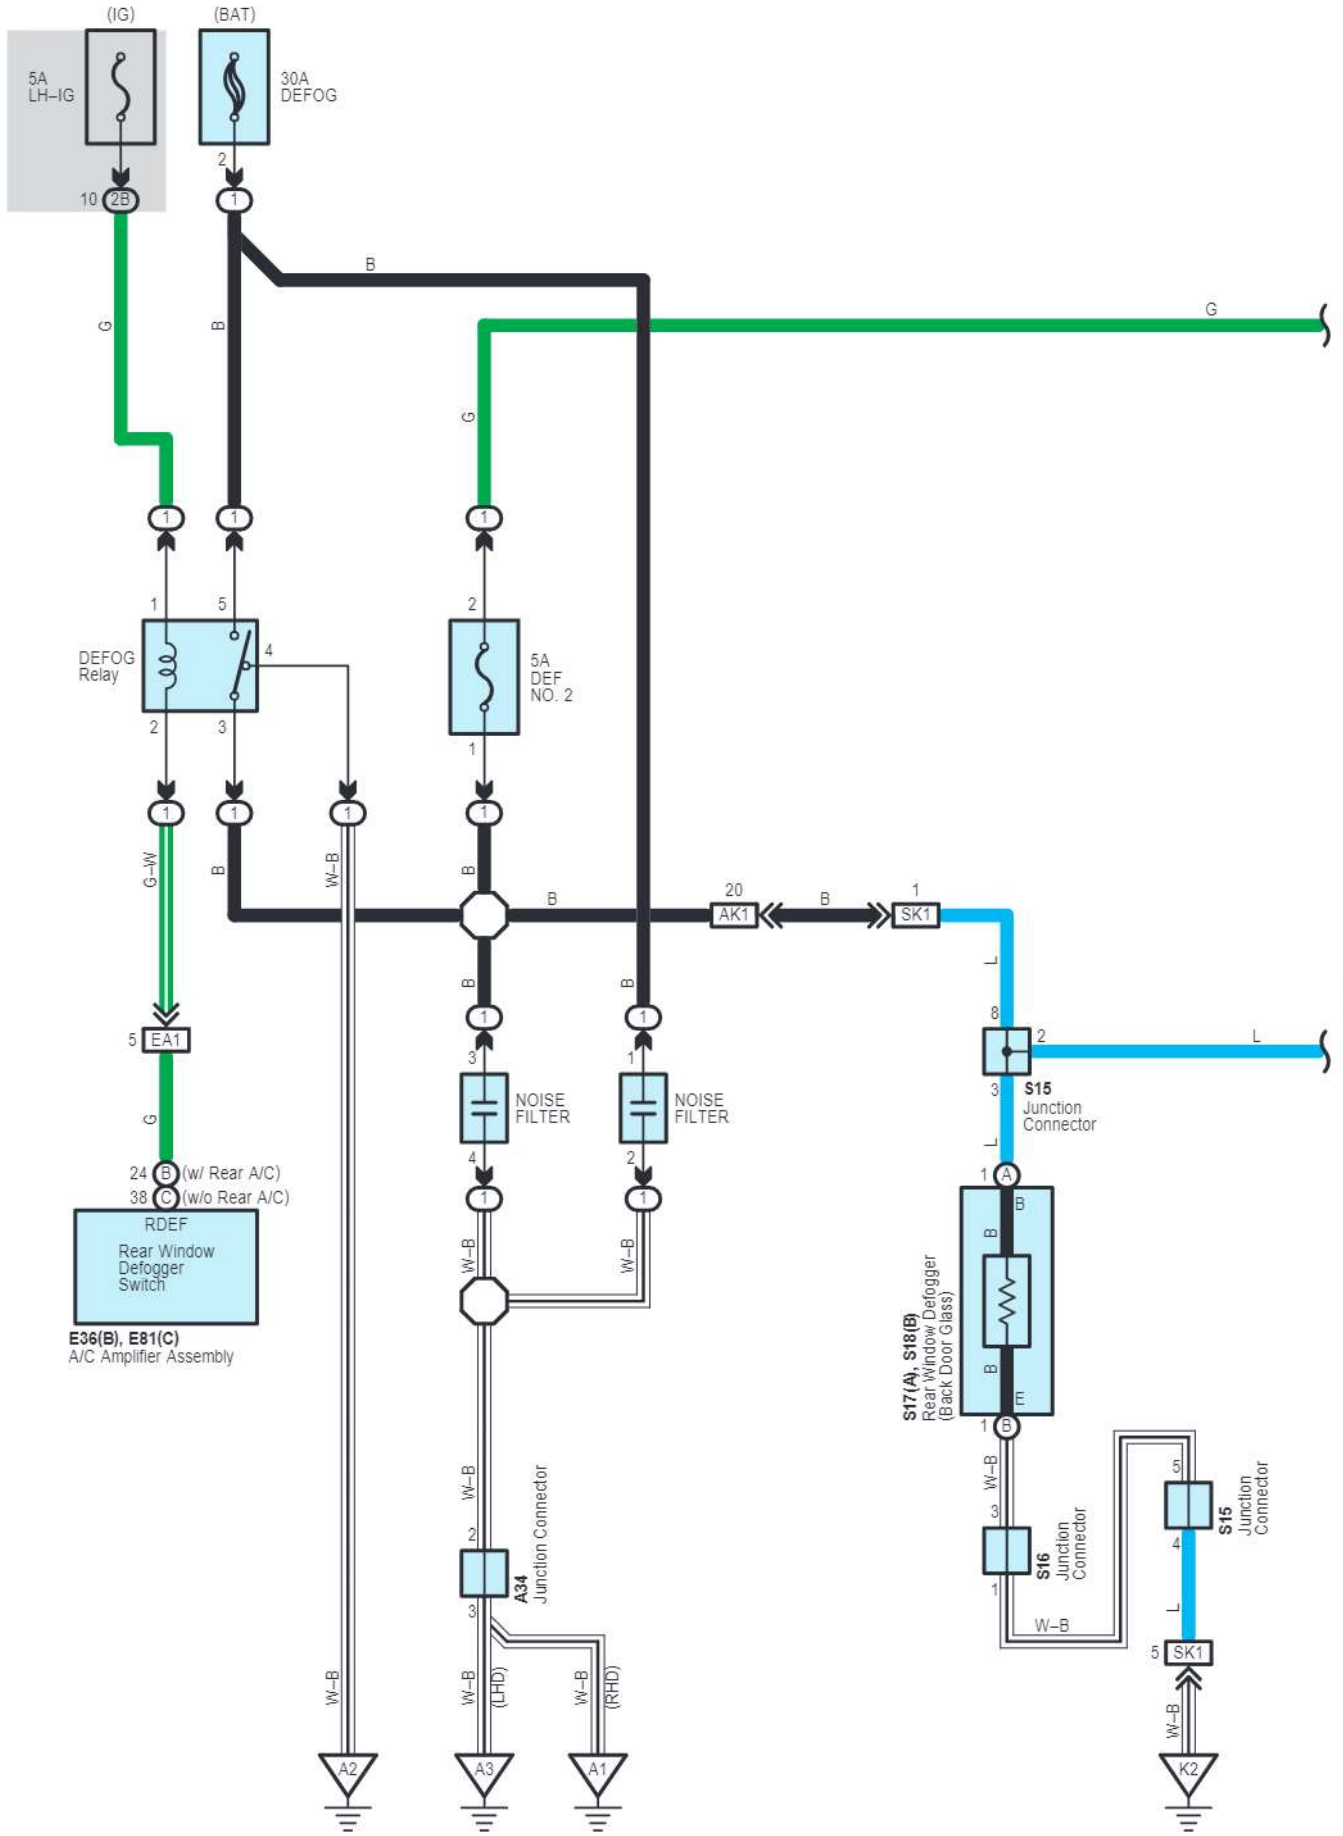 (IG)
(BAT)
5A
LH–IG
30A
DEFOG
2
10
2B
1
B
G
G
B
G
1
1
1
1
5
2
DEFOG
Relay
4
5A
DEF
NO. 2
2
3
1
1
1
1
1
G–W
B
W–B
B
B
20
AK1
B
1
SK1
B
B
L
1
1
8
2
L
5
EA1
3
1
3
S15
Junction
Connector
NOISE
FILTER
NOISE
FILTER
G
L
4
2
24
B
(w/ Rear A/C)
38
C
(w/o Rear A/C)
1
1
1
A
RDEF
Rear Window
Defogger
Switch
E36(B), E81(C)
A/C Amplifier Assembly
W–B
W–B
B
B
S17(A), S18(B)
Rear Window Defogger
(Back Door Glass)
B
E
1
B
W–B
2
A34
Junction Connector
3
W–B
3
S16
Junction
Connector
1
5
S15
Junction
Connector
4
W–B
L
5
SK1
W–B
W–B
(LHD)
W–B
(RHD)
W–B
A2
A3
A1
K2